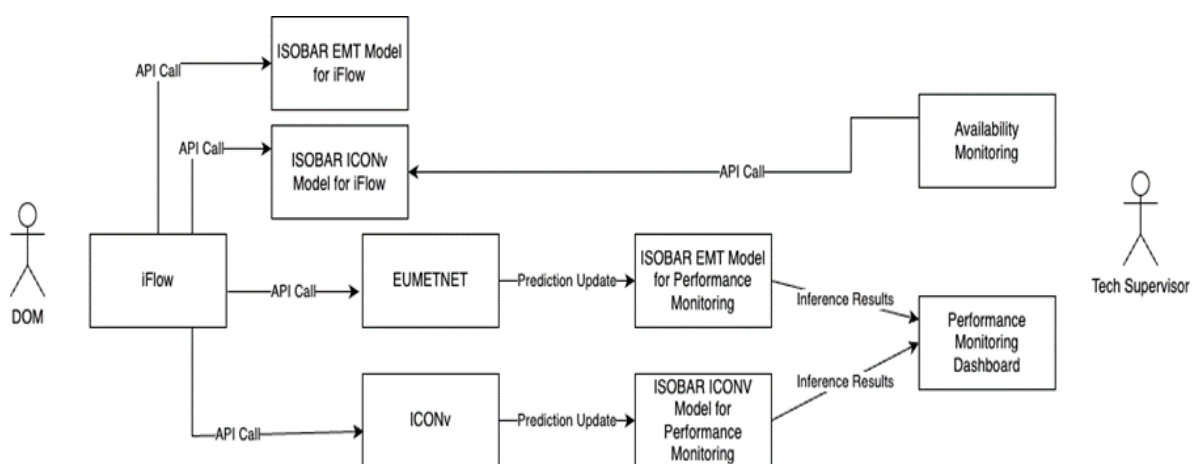 ISOBAR EMT Model
for iFlow
API Call
API Call
ISOBAR ICONv
Model for iFlow
API Call
Availability
Monitoring
iFlow
DOM
API Call
EUMETNET
Prediction Update
ISOBAR EMT Model
for Performance
Monitoring
Inference Results
Tech Supervisor
Performance
Monitoring
Dashboard
API Call
ICONv
Prediction Update
ISOBAR ICONV
Model for
Performance
Monitoring
Inference Results